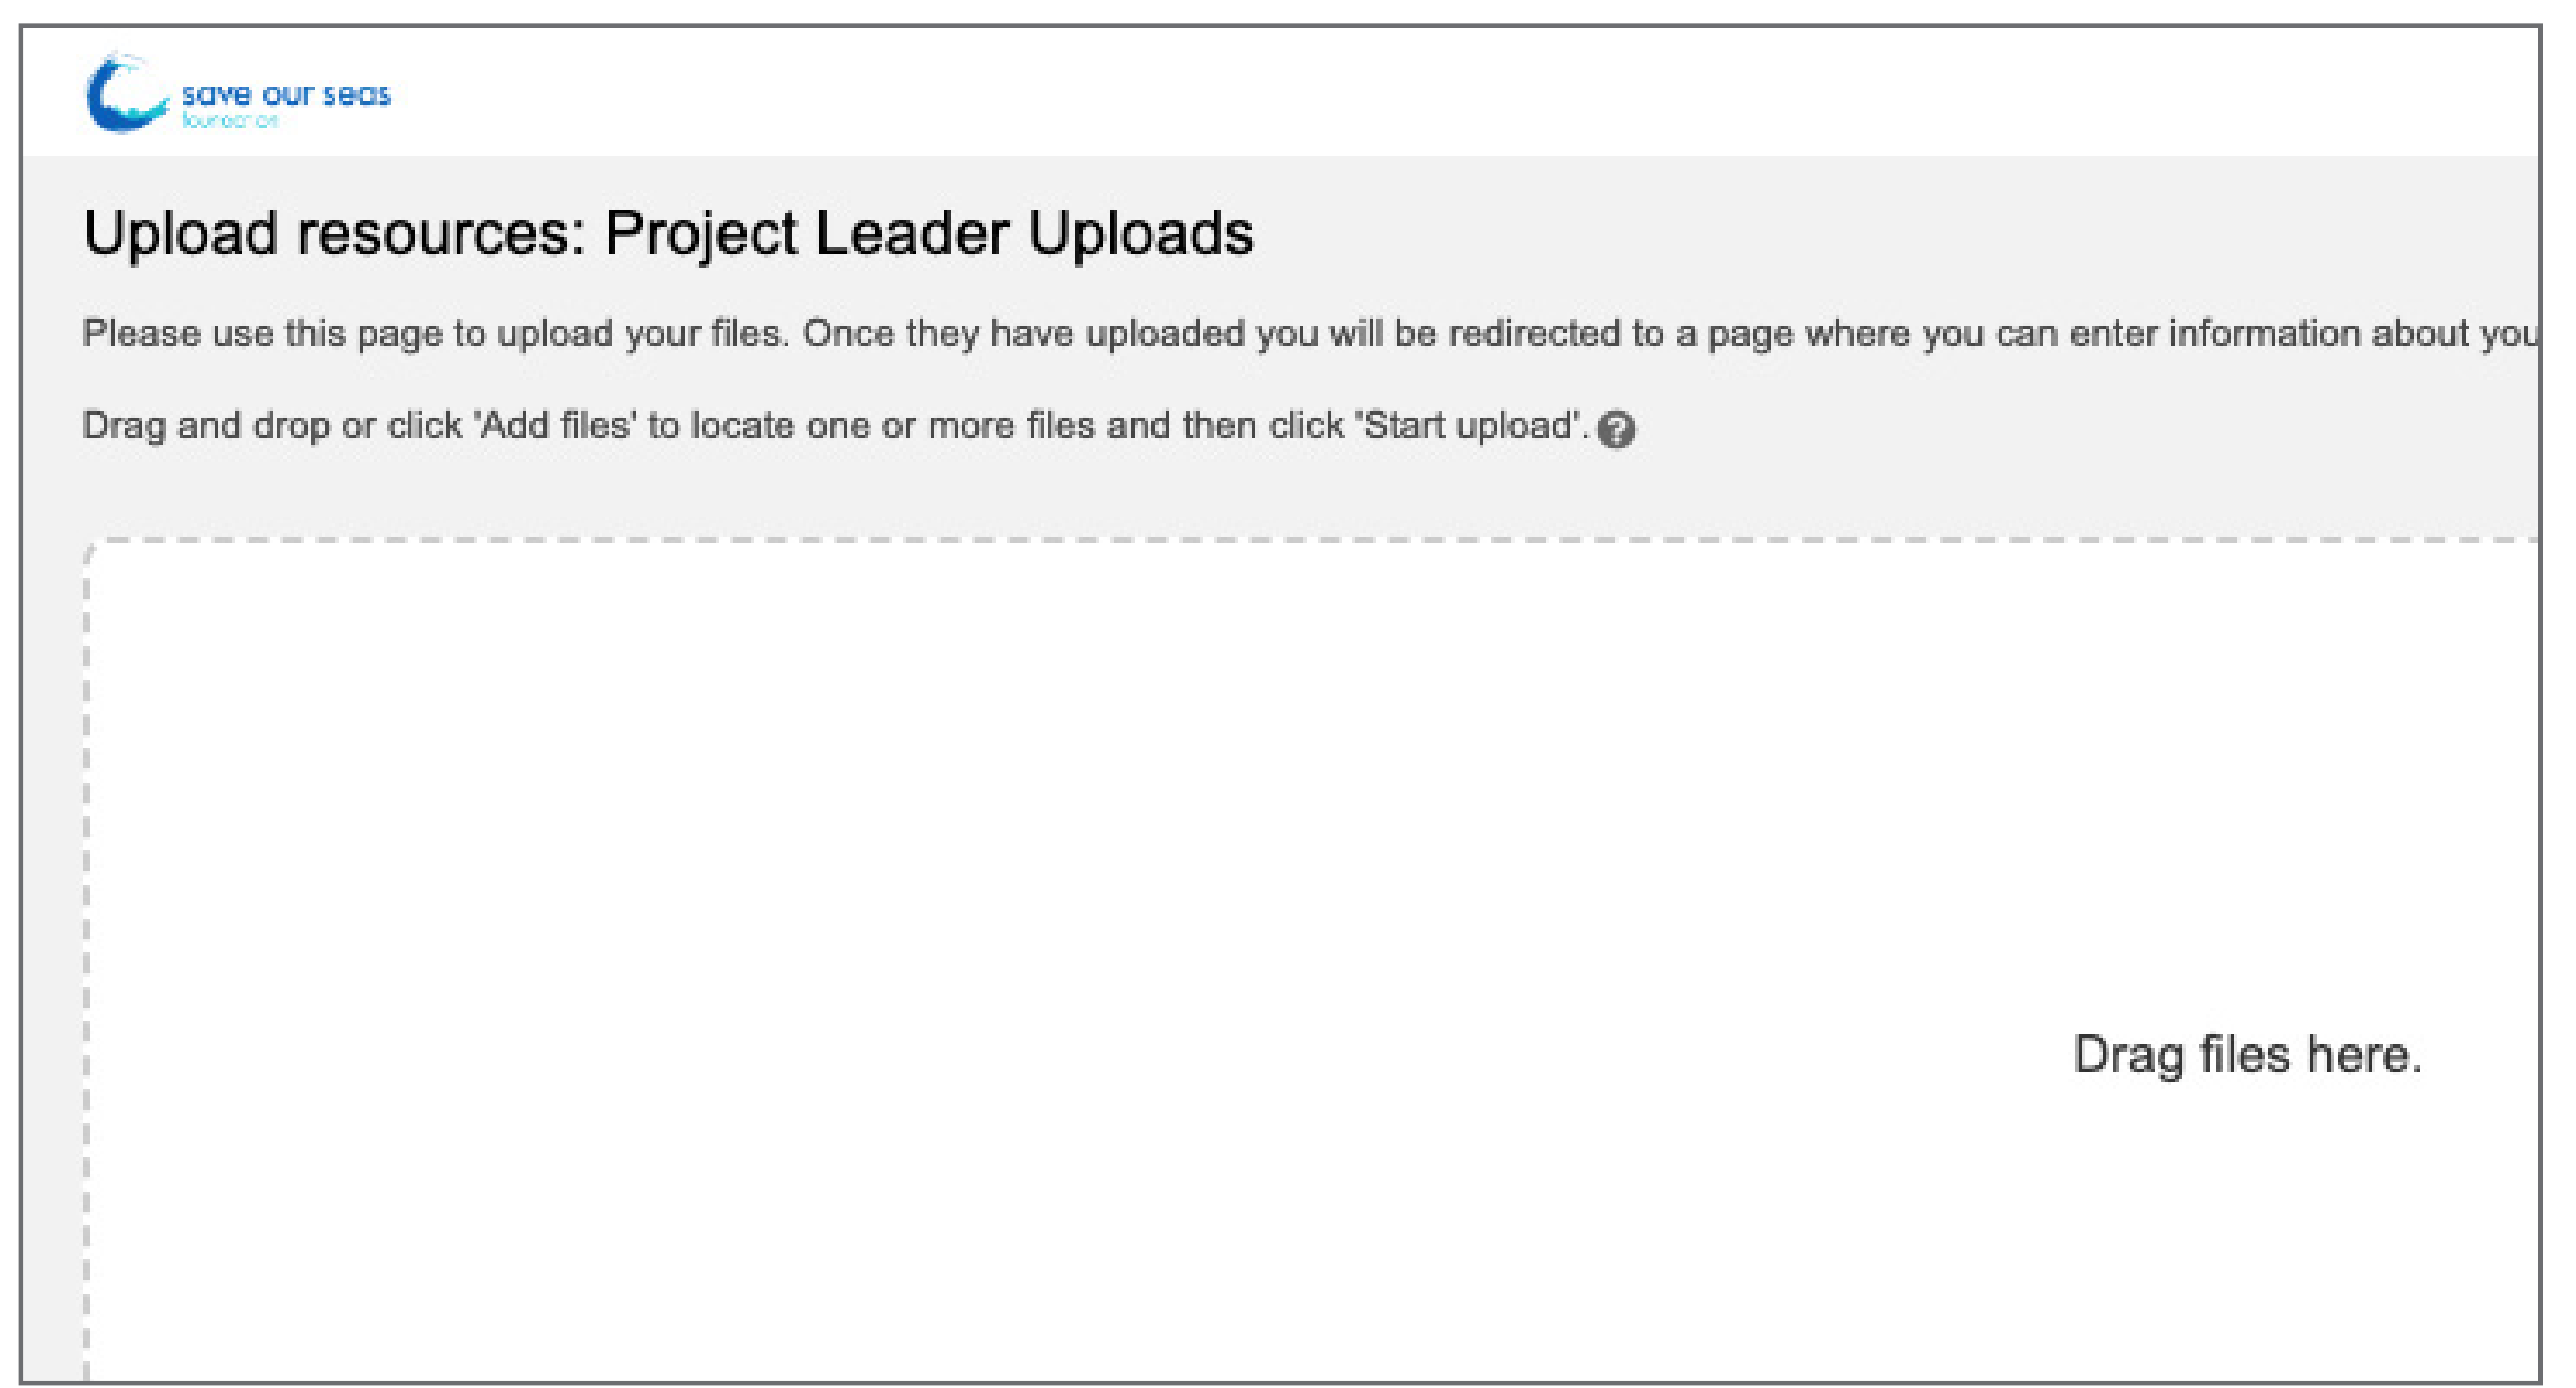 save our seas
foundation
Upload resources: Project Leader Uploads
Please use this page to upload your files. Once they have uploaded you will be redirected to a page where you can enter information about you
Drag and drop or click 'Add files' to locate one or more files and then click 'Start upload'.
Drag files here.